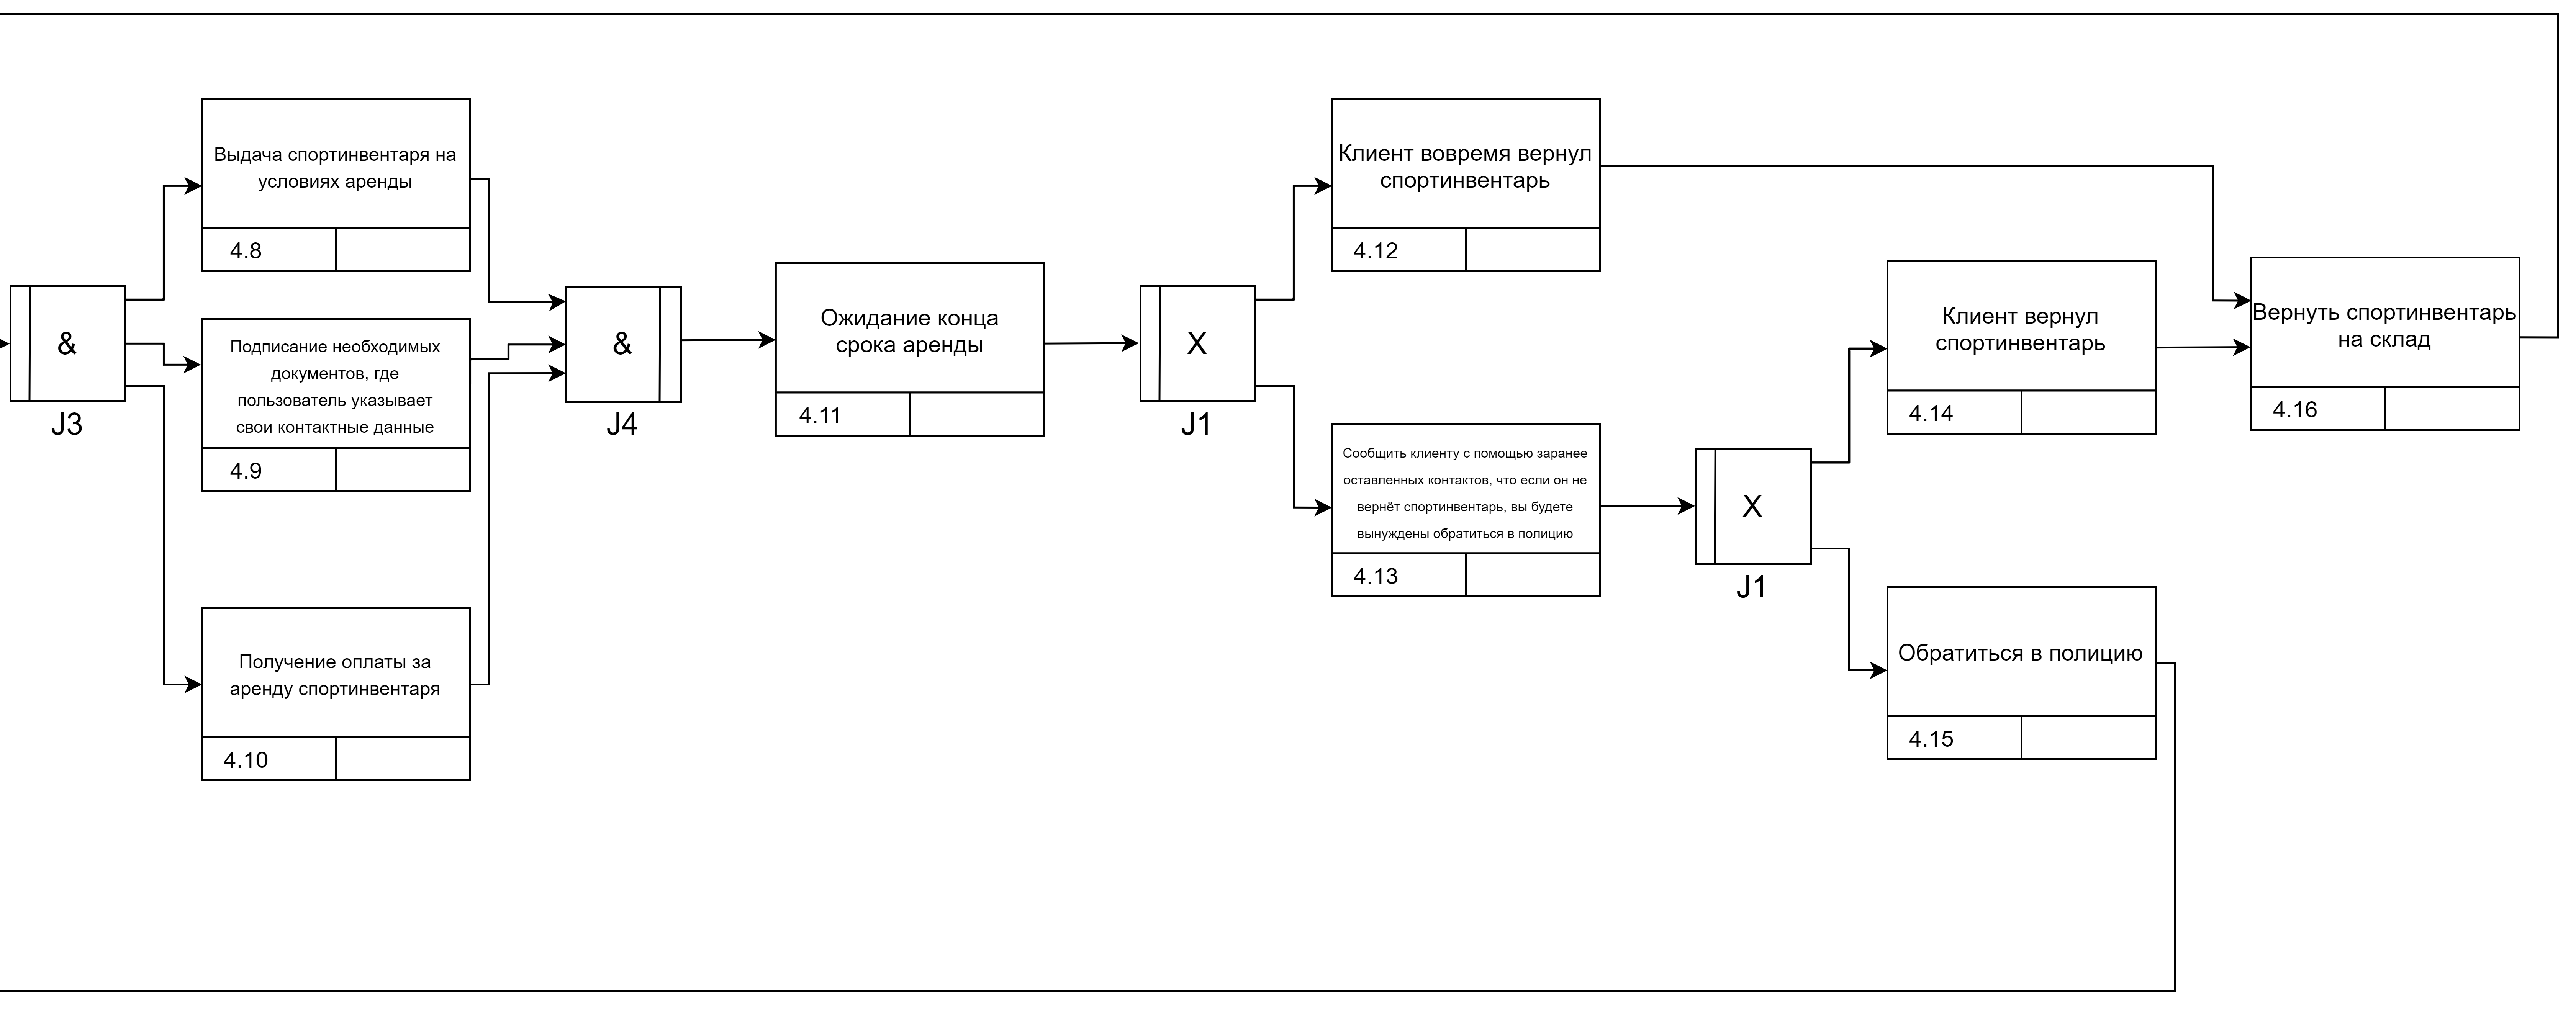 &
J3
Выдача спортинвентаря на
условиях аренды
4.8
Подписание необходимых
документов, где
пользователь указывает
свои контактные данные
4.9
Получение оплаты за
аренду спортинвентаря
4.10
&
J4
Ожидание конца
срока аренды
4.11
X
J1
Клиент вовремя вернул
спортинвентарь
4.12
Сообщить клиенту с помощью заранее
оставленных контактов, что если он не
вернёт спортинвентарь, вы будете
вынуждены обратиться в полицию
4.13
X
J1
Клиент вернул
спортинвентарь
4.14
Обратиться в полицию
4.15
Вернуть спортинвентарь
на склад
4.16